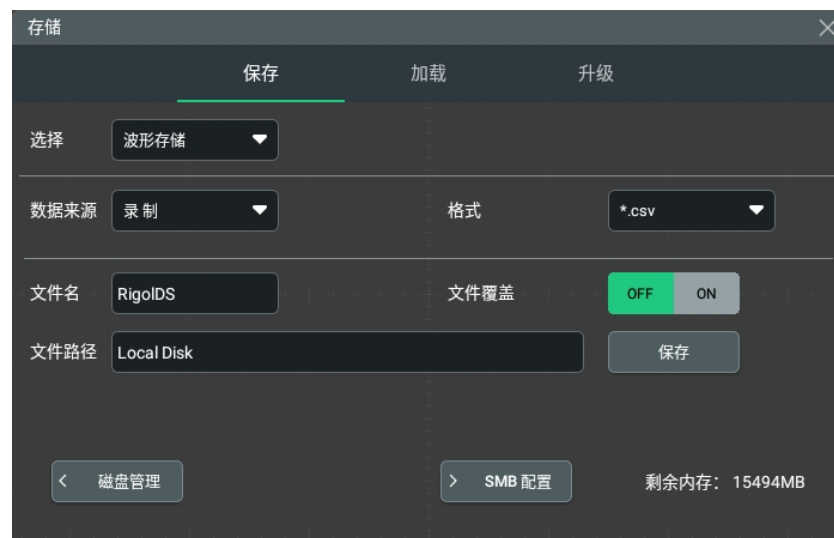 存储
保存 加载 升级
选择 波形存储
数据来源 录制 格式 *.csv
文件名 RigolDS 文件覆盖 OFF ON
文件路径 Local Disk 保存
磁盘管理 SMB 配置 剩余内存： 15494MB